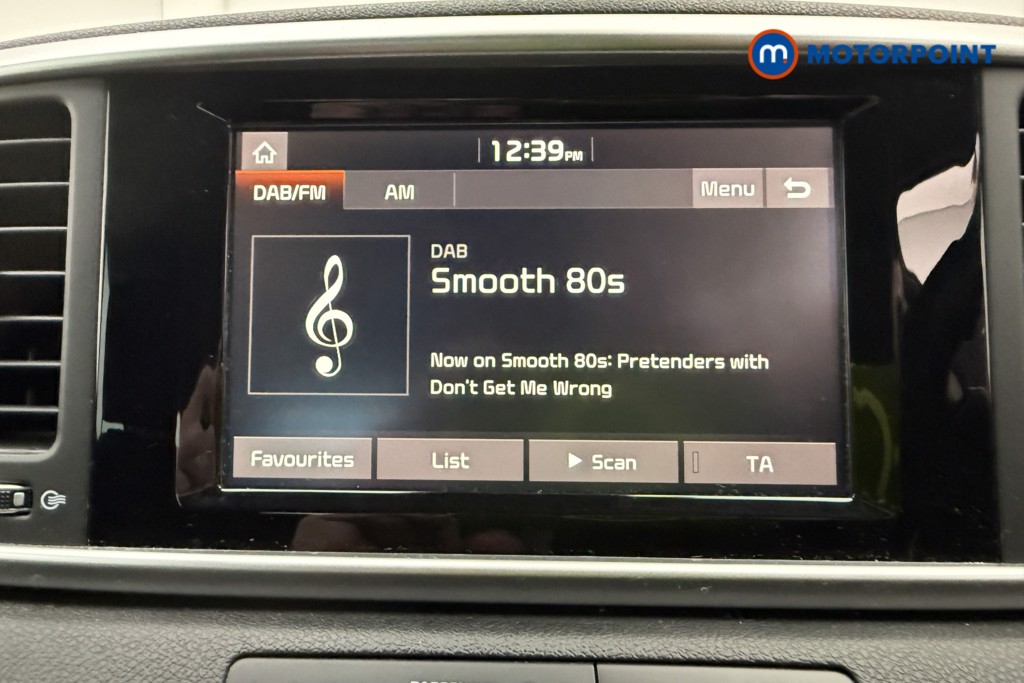 m MOTORPOINT
12:39PM
DAB/FM AM Menu
DAB
Smooth 80s
Now on Smooth 80s: Pretenders with
Don't Get Me Wrong
Favourites List Scan TA